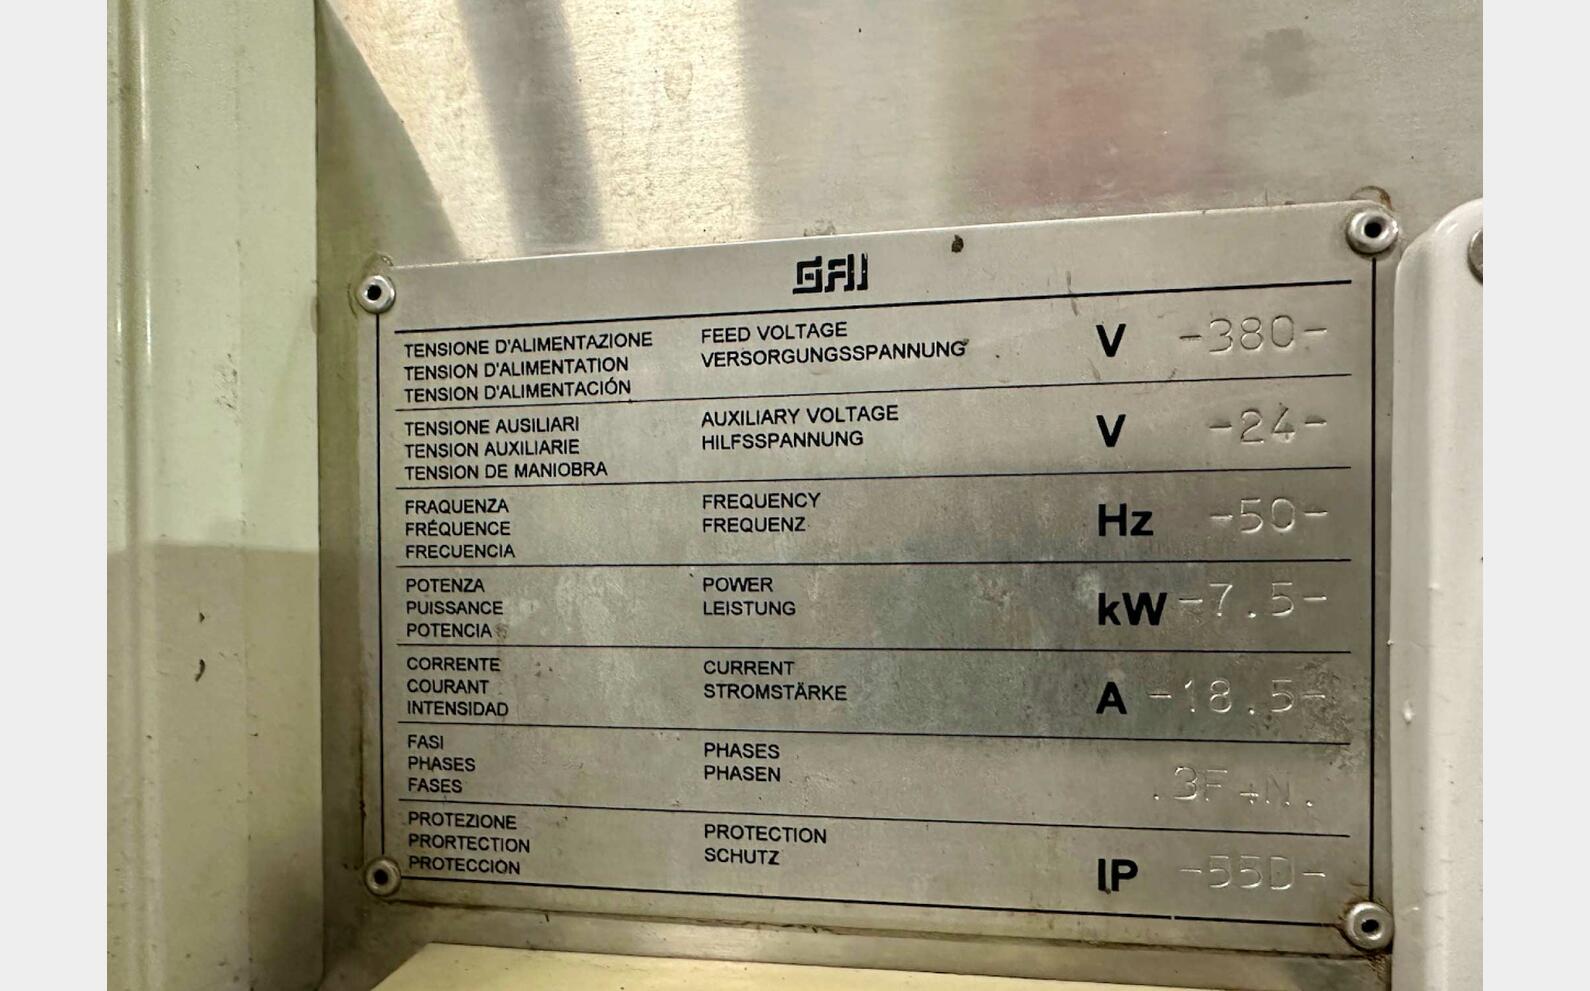 GAI
TENSIONE D'ALIMENTAZIONE FEED VOLTAGE V -380-
TENSION D'ALIMENTATION VERSORGUNGSSPANNUNG
TENSION D'ALIMENTACIÓN
TENSIONE AUSILIARI AUXILIARY VOLTAGE V -24-
TENSION AUXILIARIE HILFSSPANNUNG
TENSION DE MANIOBRA
FRAQUENZA FREQUENCY Hz -50-
FRÉQUENCE FREQUENZ
FRECUENCIA
POTENZA POWER kW -7.5-
PUISSANCE LEISTUNG
POTENCIA
CORRENTE CURRENT A -18.5-
COURANT STROMSTÄRKE
INTENSIDAD
FASI PHASES .3F+N.
PHASES PHASEN
FASES
PROTEZIONE PROTECTION IP -55D-
PRORTECTION SCHUTZ
PROTECCIÓN